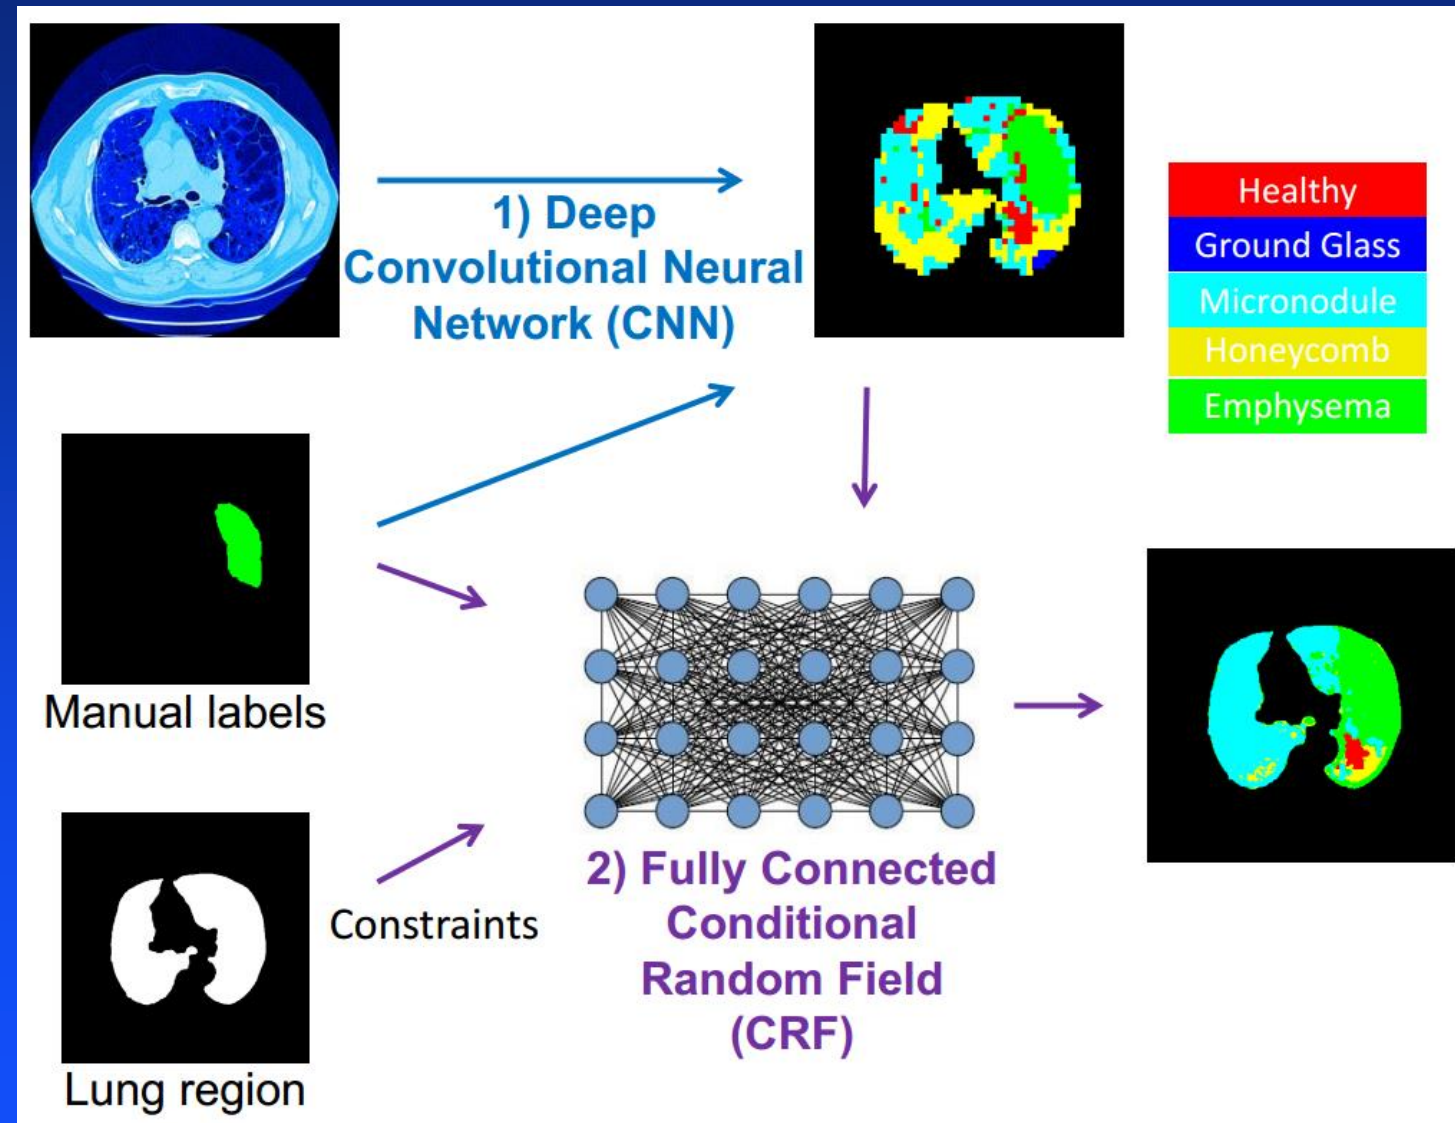 1) Deep
Convolutional Neural
Network (CNN)
Healthy
Ground Glass
Micronodule
Honeycomb
Emphysema
Manual labels
Constraints
Lung region
2) Fully Connected
Conditional
Random Field
(CRF)